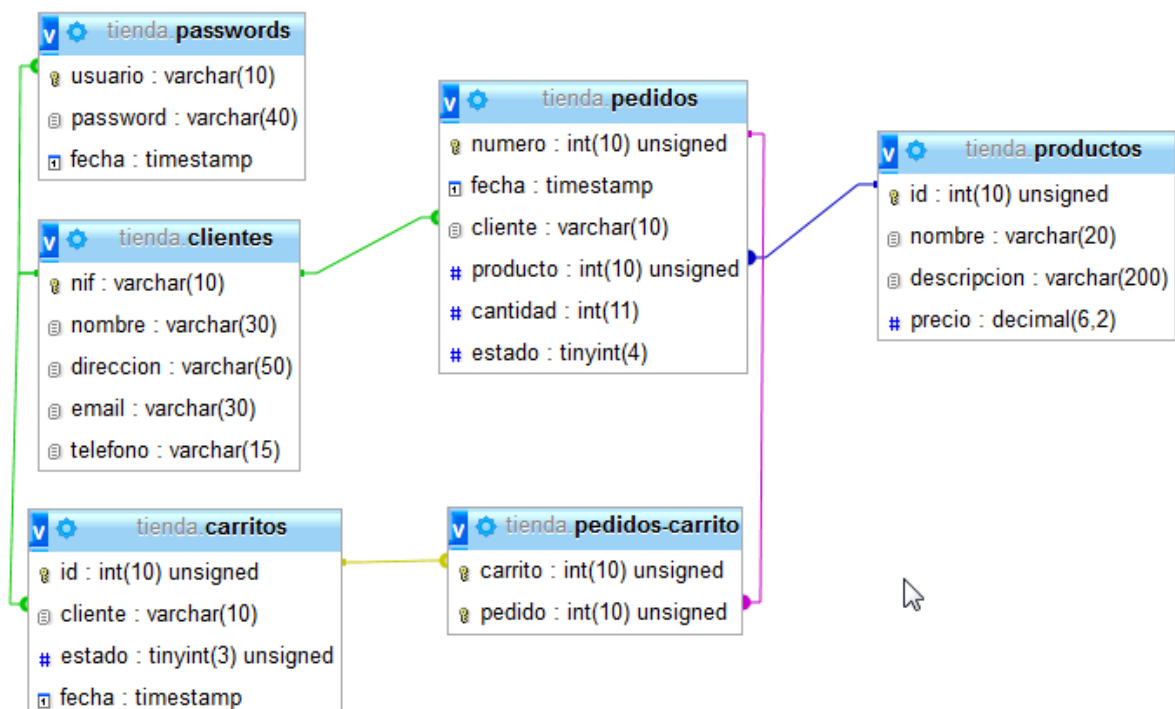 tienda.passwords
usuario : varchar(10)
password : varchar(40)
fecha : timestamp
tienda.clientes
nif : varchar(10)
nombre : varchar(30)
direccion : varchar(50)
email : varchar(30)
telefono : varchar(15)
tienda.carritos
id : int(10) unsigned
cliente : varchar(10)
estado : tinyint(3) unsigned
fecha : timestamp
tienda.pedidos
numero : int(10) unsigned
fecha : timestamp
cliente : varchar(10)
producto : int(10) unsigned
cantidad : int(11)
estado : tinyint(4)
tienda.pedidos-carrito
carrito : int(10) unsigned
pedido : int(10) unsigned
tienda.productos
id : int(10) unsigned
nombre : varchar(20)
descripcion : varchar(200)
precio : decimal(6,2)